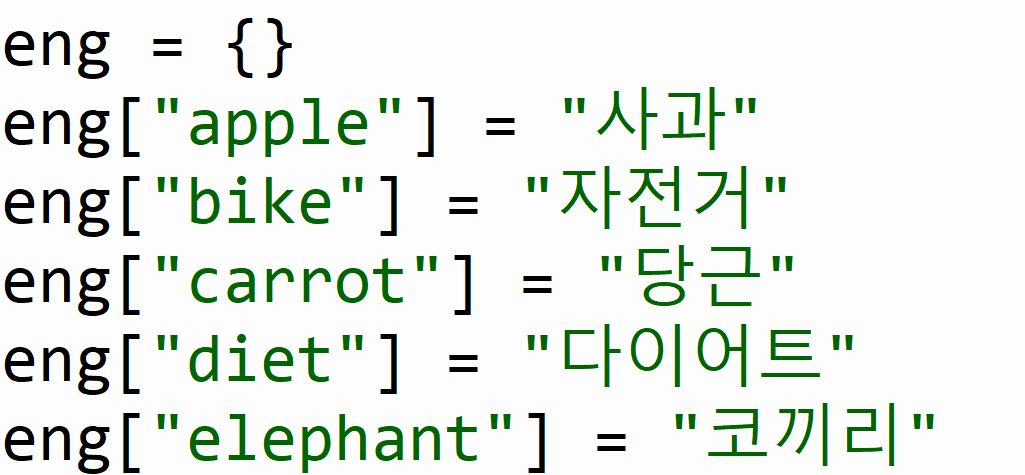 eng = {}
eng["apple"] = "사과"
eng["bike"] = "자전거"
eng["carrot"] = "당근"
eng["diet"] = "다이어트"
eng["elephant"] = "코끼리"